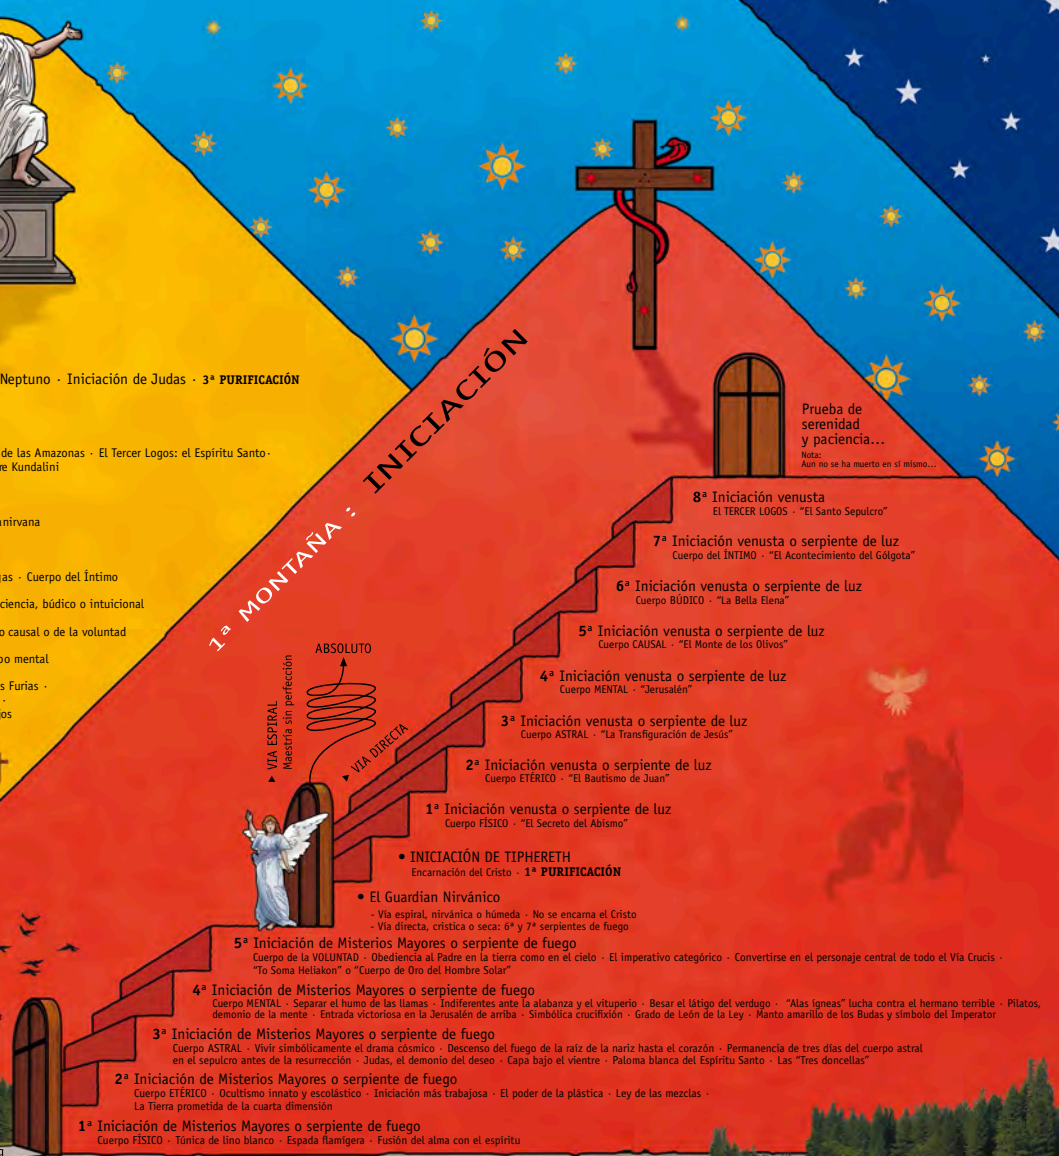 Neptuno · Iniciación de Judas · 3ª PURIFICACIÓN
de las Amazonas · El Tercer Logos: el Espíritu Santo·
re Kundalini
nirvana
gas · Cuerpo del Íntimo
ciencia, búdico o intuicional
o causal o de la voluntad
po mental
s Furias ·
·
jos
1ª MONTAÑA : INICIACIÓN
Prueba de
serenidad
y paciencia...
Nota:
Aun no se ha muerto en sí mismo...
8ª Iniciación venusta
El TERCER LOGOS · “El Santo Sepulcro”
7ª Iniciación venusta o serpiente de luz
Cuerpo del ÍNTIMO · “El Acontecimiento del Gólgota”
6ª Iniciación venusta o serpiente de luz
Cuerpo BÚDICO · “La Bella Elena”
5ª Iniciación venusta o serpiente de luz
Cuerpo CAUSAL · “El Monte de los Olivos”
4ª Iniciación venusta o serpiente de luz
Cuerpo MENTAL · “Jerusalén”
3ª Iniciación venusta o serpiente de luz
Cuerpo ASTRAL · “La Transfiguración de Jesús”
2ª Iniciación venusta o serpiente de luz
Cuerpo ETÉRICO · “El Bautismo de Juan”
1ª Iniciación venusta o serpiente de luz
Cuerpo FÍSICO · “El Secreto del Abismo”
ABSOLUTO
VIA ESPIRAL
Maestría sin perfección
VIA DIRECTA
• INICIACIÓN DE TIPHERETH
Encarnación del Cristo · 1ª PURIFICACIÓN
• El Guardian Nirvánico
- Vía espiral, nirvánica o húmeda · No se encarna el Cristo
- Vía directa, crística o seca: 6ª y 7ª serpientes de fuego
5ª Iniciación de Misterios Mayores o serpiente de fuego
Cuerpo de la VOLUNTAD · Obediencia al Padre en la tierra como en el cielo · El imperativo categórico · Convertirse en el personaje central de todo el Vía Crucis ·
“To Soma Heliakon” o “Cuerpo de Oro del Hombre Solar”
4ª Iniciación de Misterios Mayores o serpiente de fuego
Cuerpo MENTAL · Separar el humo de las llamas · Indiferentes ante la alabanza y el vituperio · Besar el látigo del verdugo · “Alas ígneas” lucha contra el hermano terrible · Pilatos,
demonio de la mente · Entrada victoriosa en la Jerusalén de arriba · Simbólica crucifixión · Grado de León de la Ley · Manto amarillo de los Budas y símbolo del Imperator
3ª Iniciación de Misterios Mayores o serpiente de fuego
Cuerpo ASTRAL · Vivir simbólicamente el drama cósmico · Descenso del fuego de la raíz de la nariz hasta el corazón · Permanencia de tres días del cuerpo astral
en el sepulcro antes de la resurrección · Judas, el demonio del deseo · Capa bajo el vientre · Paloma blanca del Espíritu Santo · Las “Tres doncellas”
2ª Iniciación de Misterios Mayores o serpiente de fuego
Cuerpo ETÉRICO · Ocultismo innato y escolástico · Iniciación más trabajosa · El poder de la plástica · Ley de las mezclas ·
La Tierra prometida de la cuarta dimensión
1ª Iniciación de Misterios Mayores o serpiente de fuego
Cuerpo FÍSICO · Túnica de lino blanco · Espada flamígera · Fusión del alma con el espíritu